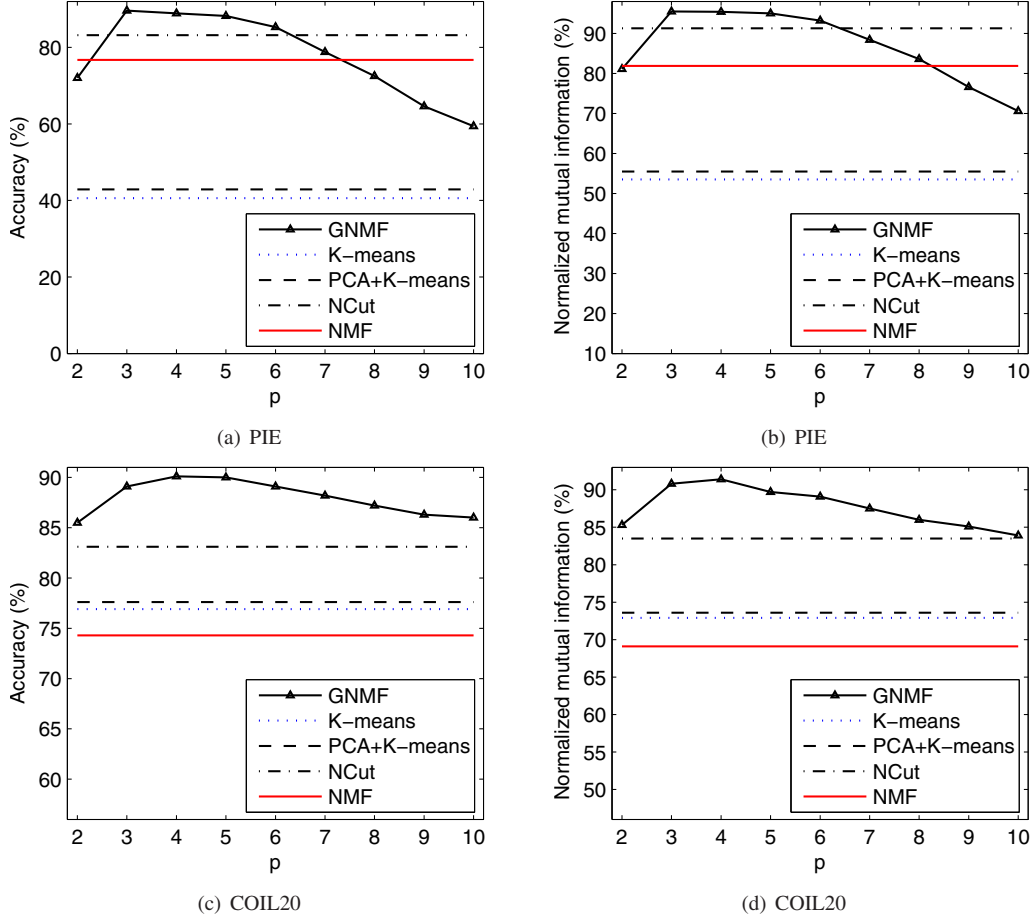 80
60
40
20
0
Accuracy (%)
GNMF
K−means
PCA+K−means
NCut
NMF
2 3 4 5 6 7 8 9 10
p
(a) PIE
90
80
70
60
50
40
30
20
10
Normalized mutual information (%)
GNMF
K−means
PCA+K−means
NCut
NMF
2 3 4 5 6 7 8 9 10
p
(b) PIE
90
85
80
75
70
65
60
Accuracy (%)
GNMF
K−means
PCA+K−means
NCut
NMF
2 3 4 5 6 7 8 9 10
p
(c) COIL20
90
85
80
75
70
65
60
55
50
Normalized mutual information (%)
GNMF
K−means
PCA+K−means
NCut
NMF
2 3 4 5 6 7 8 9 10
p
(d) COIL20